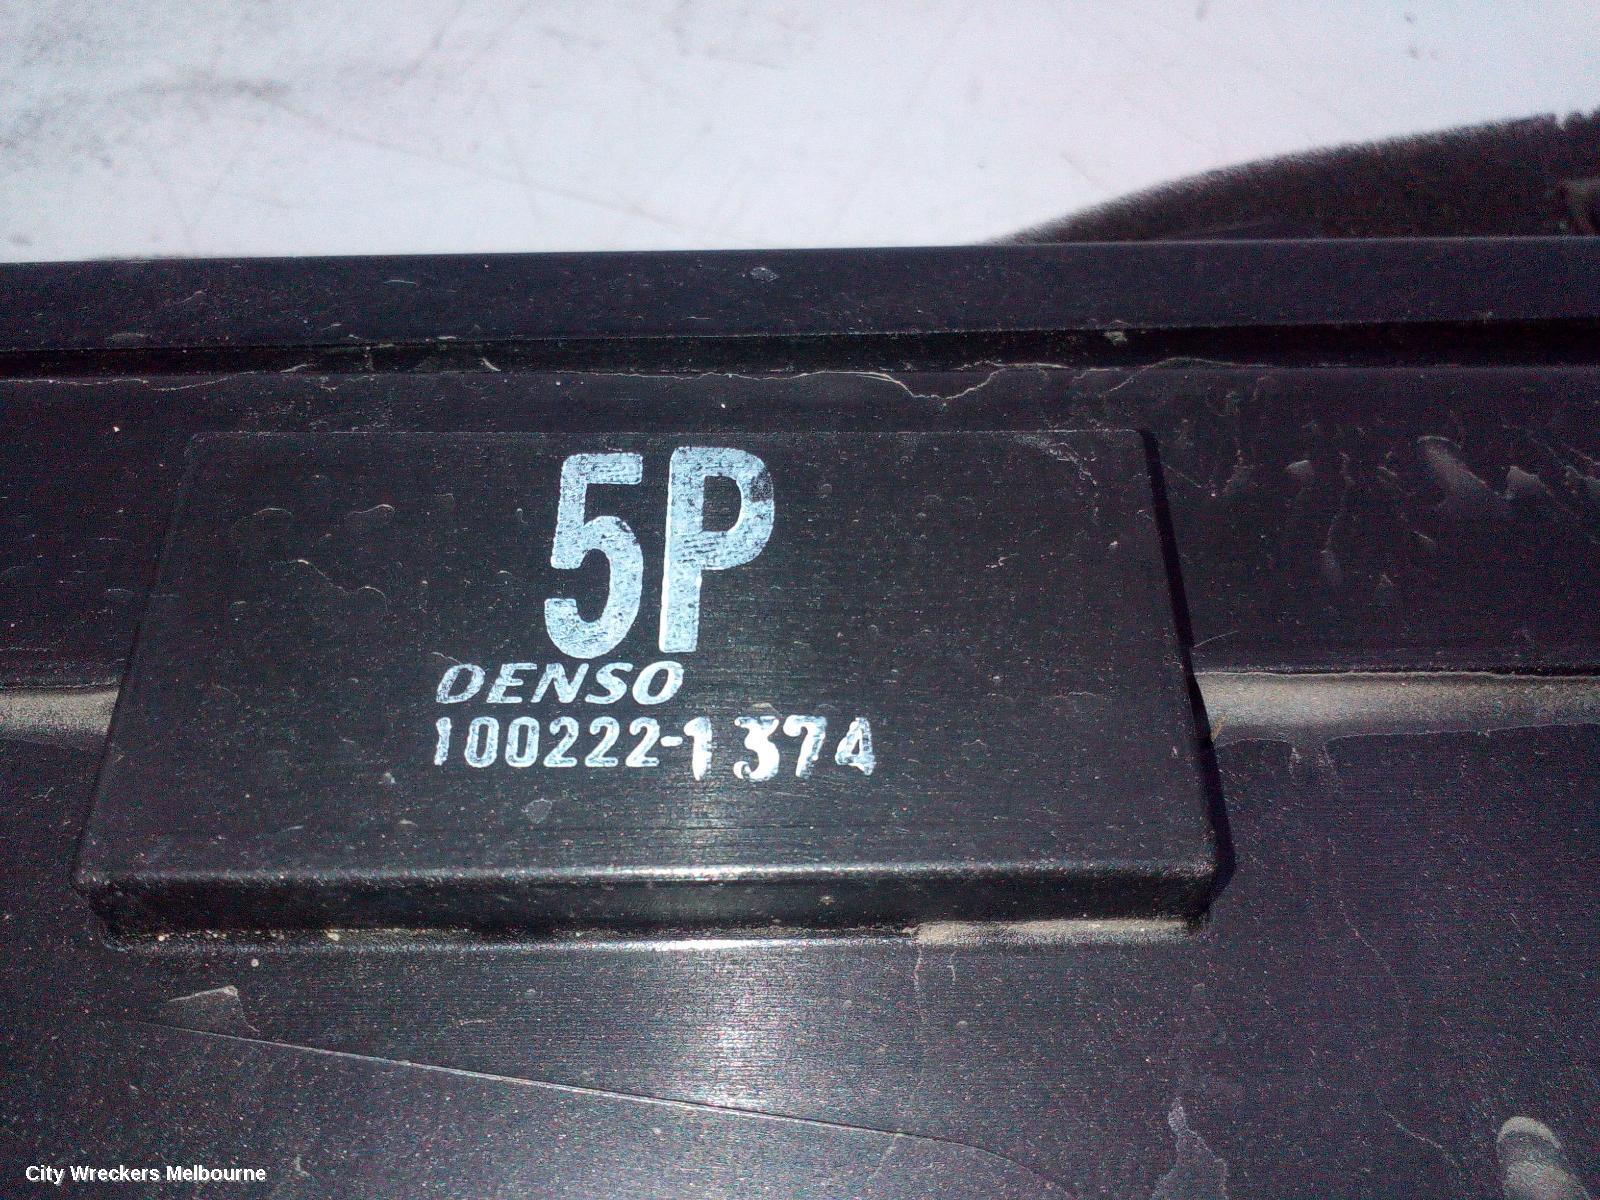 5P
DENSO
100222-1374
City Wreckers Melbourne